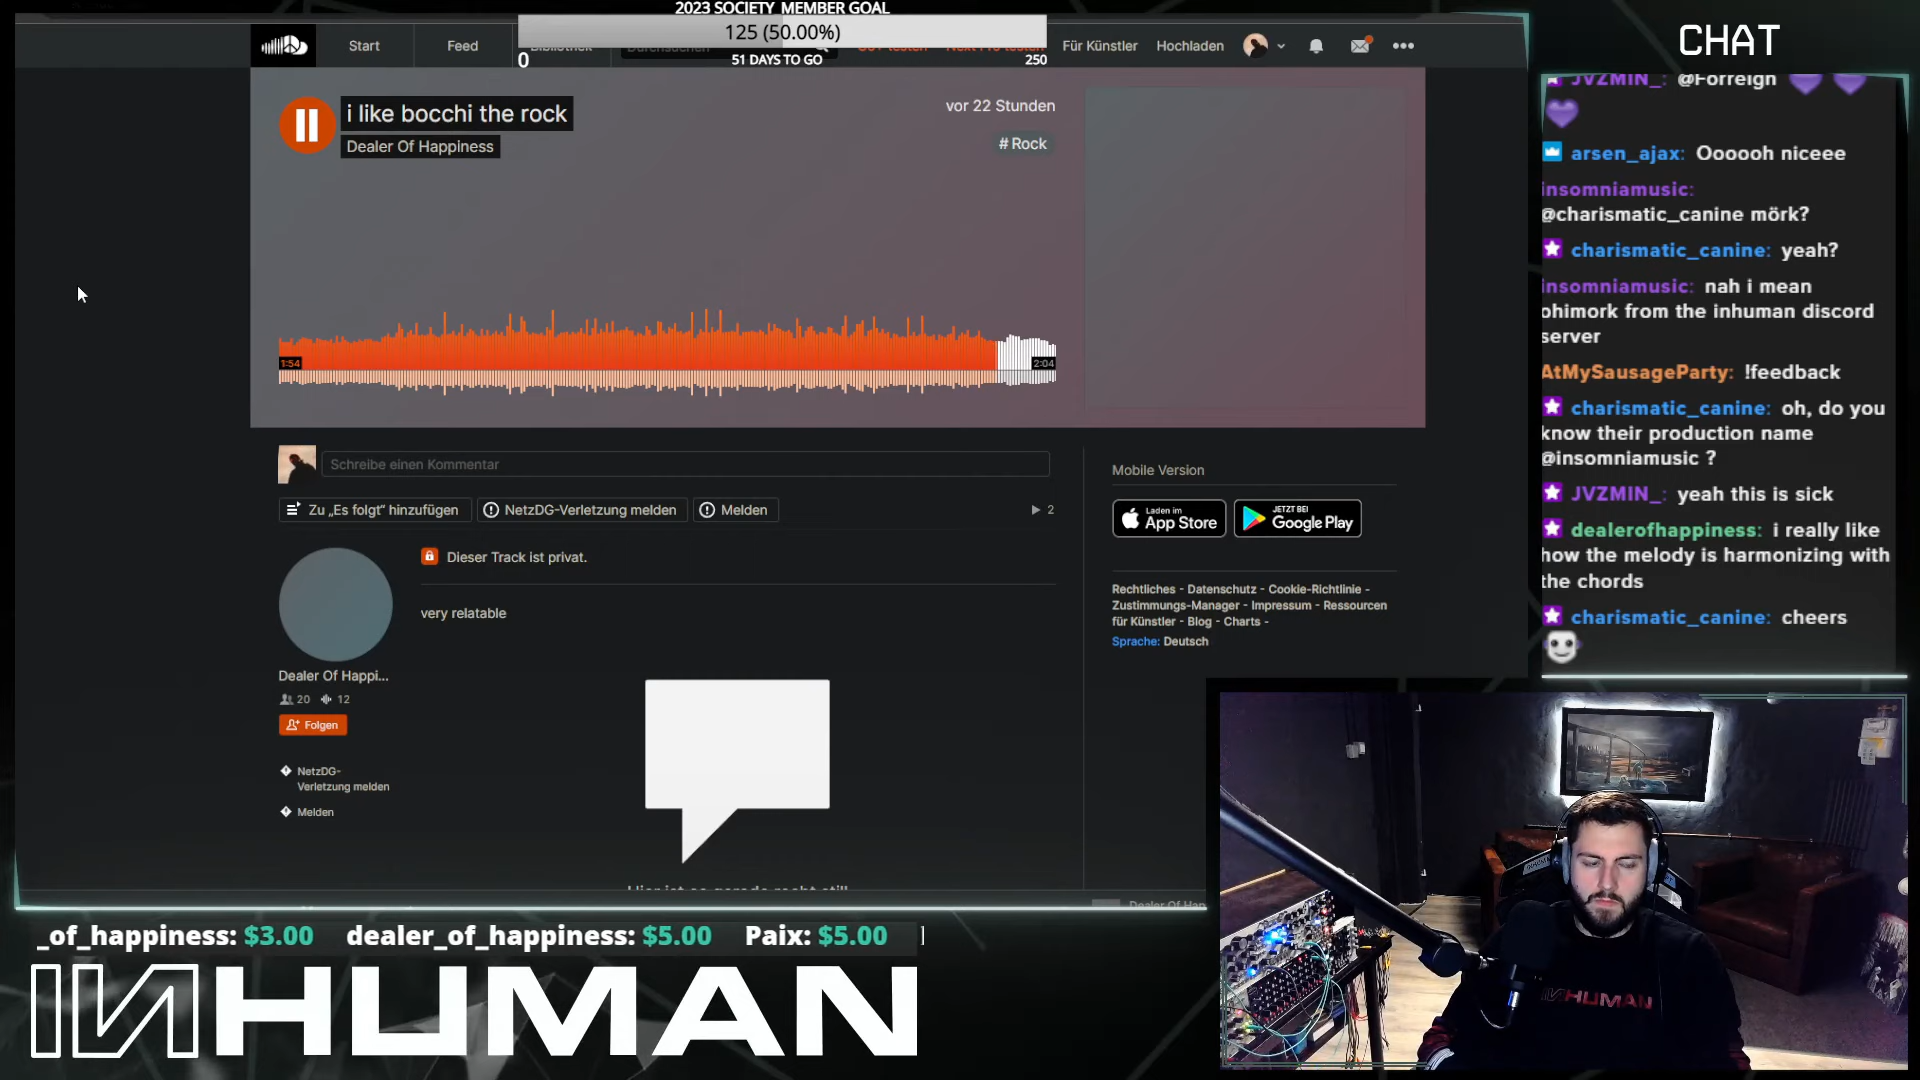 2023 SOCIETY MEMBER GOAL
125 (50.00%)
0
51 DAYS TO GO
250
Start
Feed
Für Künstler
Hochladen
i like bocchi the rock
Dealer Of Happiness
vor 22 Stunden
# Rock
1:54
2:04
Schreibe einen Kommentar
Zu „Es folgt“ hinzufügen
NetzDG-Verletzung melden
Melden
2
Dieser Track ist privat.
very relatable
Dealer Of Happi...
20
12
Folgen
NetzDG-
Verletzung melden
Melden
Mobile Version
Laden im
App Store
JETZT BEI
Google Play
Rechtliches - Datenschutz - Cookie-Richtlinie -
Zustimmungs-Manager - Impressum - Ressourcen
für Künstler - Blog - Charts -
Sprache: Deutsch
CHAT
JVZMIN_: @Forreign
arsen_ajax: Oooooh niceee
insomniamusic:
@charismatic_canine mörk?
charismatic_canine: yeah?
insomniamusic: nah i mean
ohimork from the inhuman discord
server
AtMySausageParty: !feedback
charismatic_canine: oh, do you
know their production name
@insomniamusic ?
JVZMIN_: yeah this is sick
dealerofhappiness: i really like
how the melody is harmonizing with
the chords
charismatic_canine: cheers
_of_happiness: $3.00 dealer_of_happiness: $5.00 Paix: $5.00
INHUMAN
INHUMAN